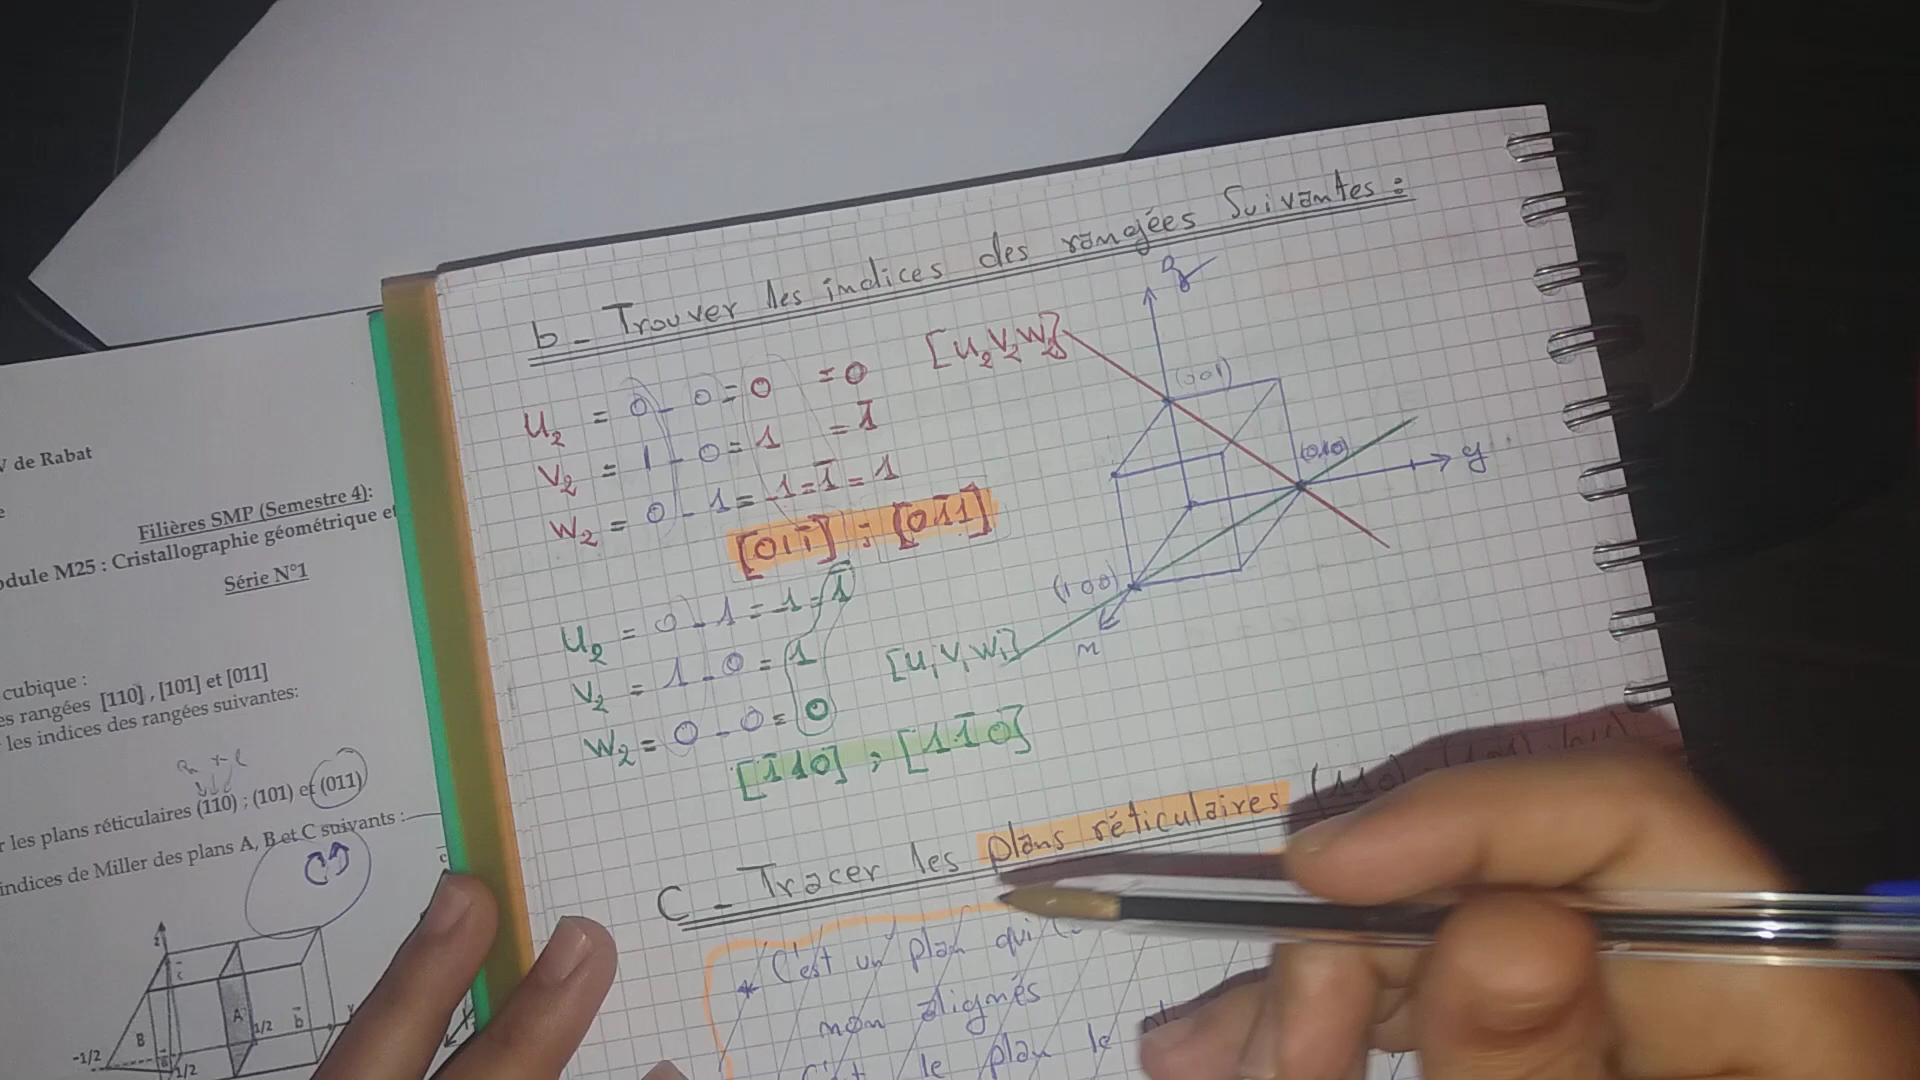 b - Trouver les indices des rangées Suivantes :
U₂ = 0 - 0 = 0 = 0
V₂ = 1 - 0 = 1 = 1̄
W₂ = 0 - 1 = -1 = 1̄ = 1
[011̄] ; [01̄1]
U₂ = 0 - 1 = -1 = 1̄
V₂ = 1 - 0 = 1
W₂ = 0 - 0 = 0
[1̄10] ; [11̄0]
[U₂V₂W₂]
(001)
(010)
y
(100)
[U₁V₁W₁]
C - Tracer les plans réticulaires (110)
* C'est un plan qui
non alignés
le plan le
V de Rabat
Filières SMP (Semestre 4):
odule M25 : Cristallographie géométrique et
Série N°1
cubique :
es rangées [110] , [101] et [011]
les indices des rangées suivantes:
r les plans réticulaires (110) ; (101) et (011)
indices de Miller des plans A, B et C suivants :
z
c
B
A
1/2
b
y
-1/2
1/2
c